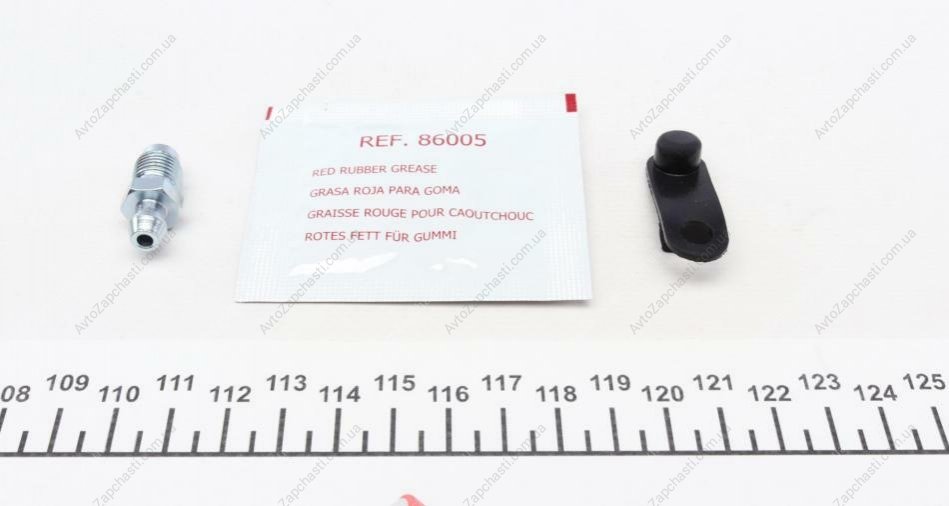 REF. 86005
RED RUBBER GREASE
GRASA ROJA PARA GOMA
GRAISSE ROUGE POUR CAOUTCHOUC
ROTES FETT FÜR GUMMI
08 109 110 111 112 113 114 115 116 117 118 119 120 121 122 123 124 125
AvtoZapchasti.com.ua